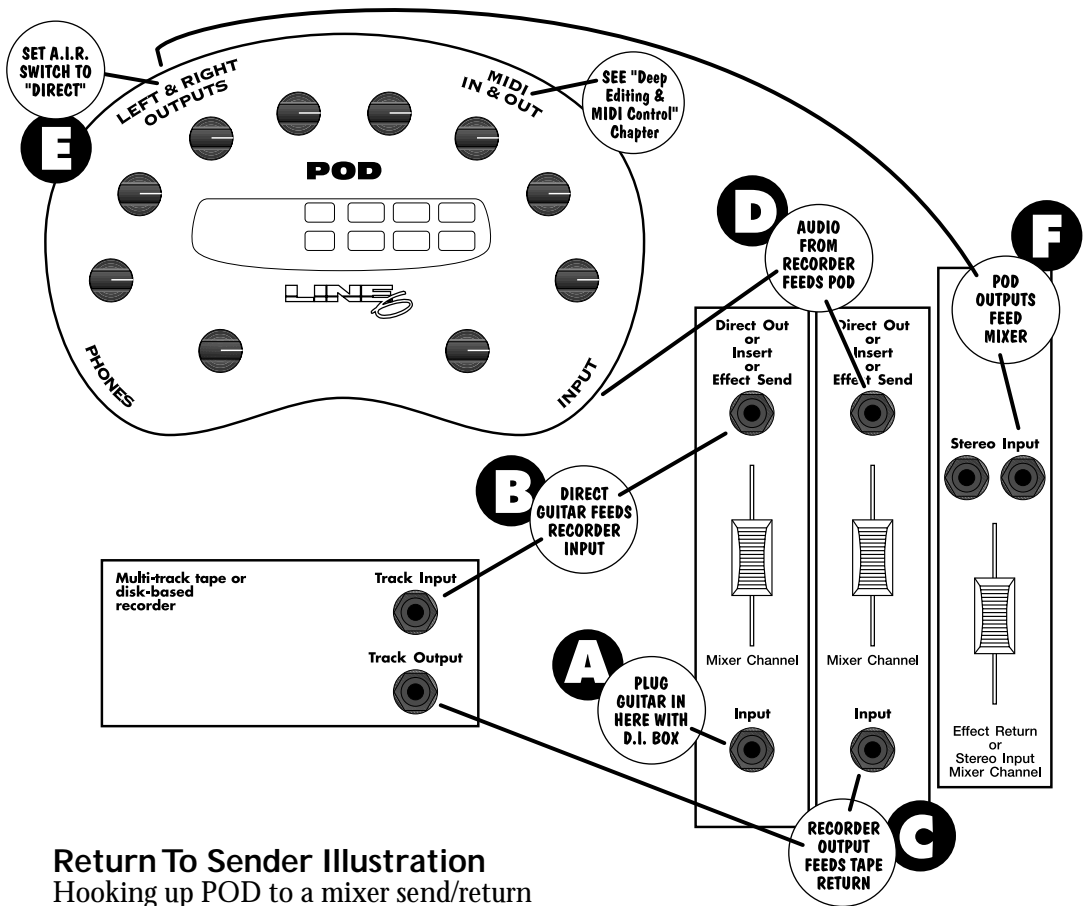 SET A.I.R.
SWITCH TO
"DIRECT"
E
LEFT & RIGHT
OUTPUTS
MIDI
IN & OUT
SEE "Deep
Editing &
MIDI Control"
Chapter
POD
LINE 6
PHONES
INPUT
D
AUDIO
FROM
RECORDER
FEEDS POD
F
POD
OUTPUTS
FEED
MIXER
Direct Out
or
Insert
or
Effect Send
Direct Out
or
Insert
or
Effect Send
Stereo Input
B
DIRECT
GUITAR FEEDS
RECORDER
INPUT
Multi-track tape or
disk-based
recorder
Track Input
Track Output
A
PLUG
GUITAR IN
HERE WITH
D.I. BOX
Mixer Channel
Input
Mixer Channel
Input
Effect Return
or
Stereo Input
Mixer Channel
RECORDER
OUTPUT
FEEDS TAPE
RETURN
C
Return To Sender Illustration
Hooking up POD to a mixer send/return